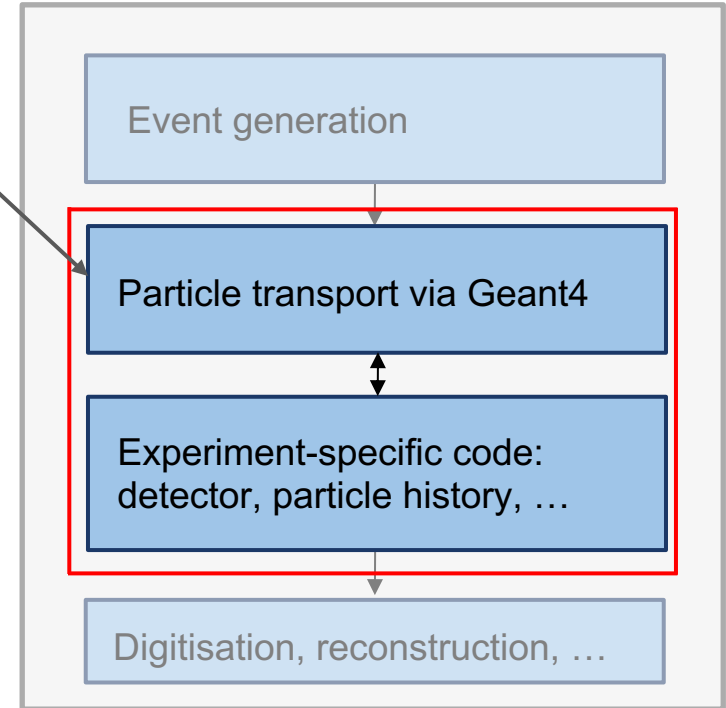 Event generation
Particle transport via Geant4
Experiment-specific code:
detector, particle history, …
Digitisation, reconstruction, …